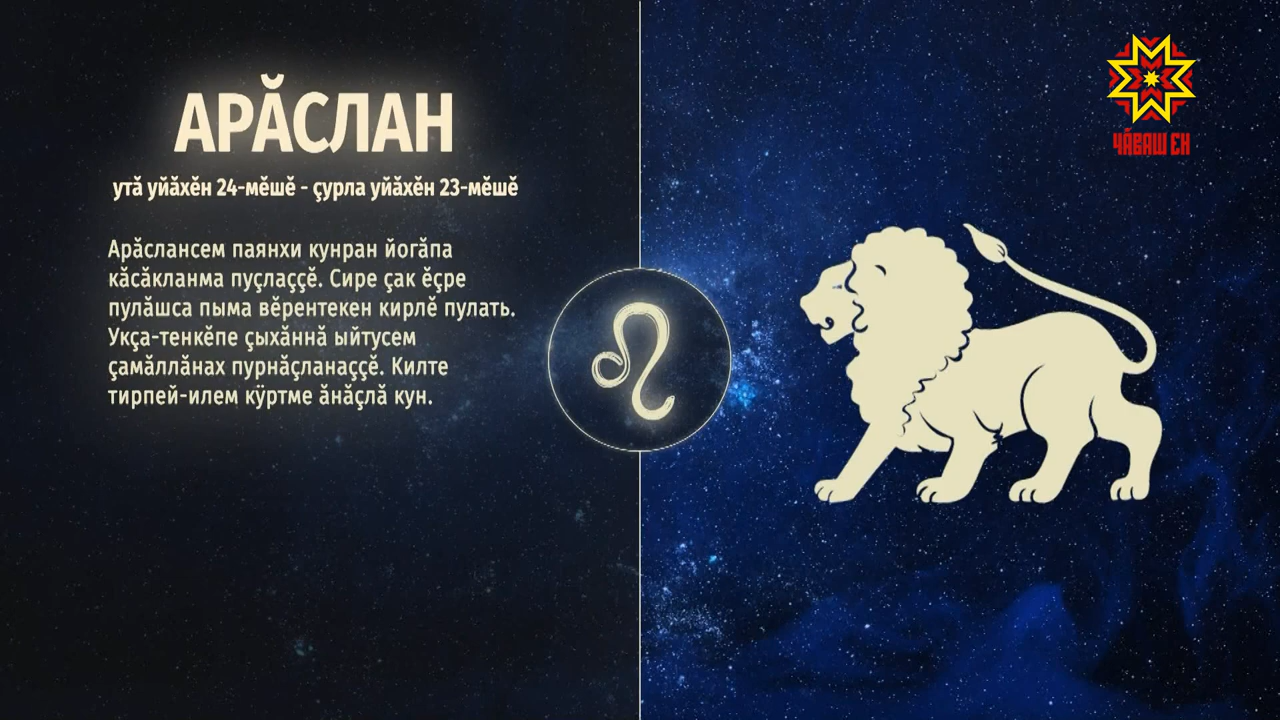 АРӐСЛАН
утӑ уйӑхӗн 24-мӗшӗ - ҫурла уйӑхӗн 23-мӗшӗ
Арӑслансем паянхи кунран йогӑпа
кӑсӑкланма пуҫлаҫҫӗ. Сире ҫак ӗҫре
пулӑшса пыма вӗрентекен кирлӗ пулать.
Укҫа-тенкӗпе ҫыхӑннӑ ыйтусем
ҫамӑллӑнах пурнӑҫланаҫҫӗ. Килте
тирпей-илем кӳртме ӑнӑҫлӑ кун.
ЧӐВАШ ЕН